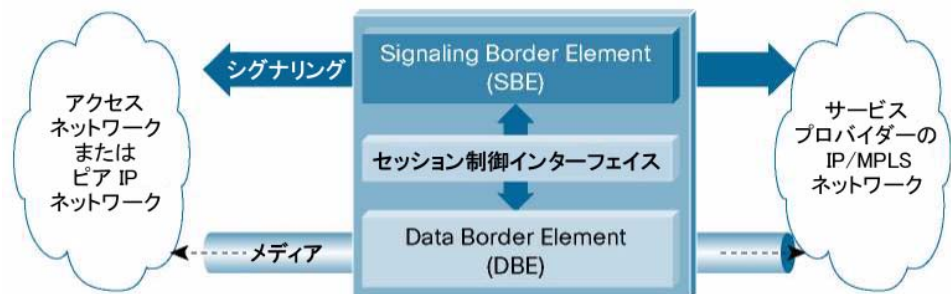 アクセス
ネットワーク
または
ピア IP
ネットワーク
シグナリング
Signaling Border Element
(SBE)
セッション制御インターフェイス
メディア
Data Border Element
(DBE)
サービス
プロバイダーの
IP/MPLS
ネットワーク